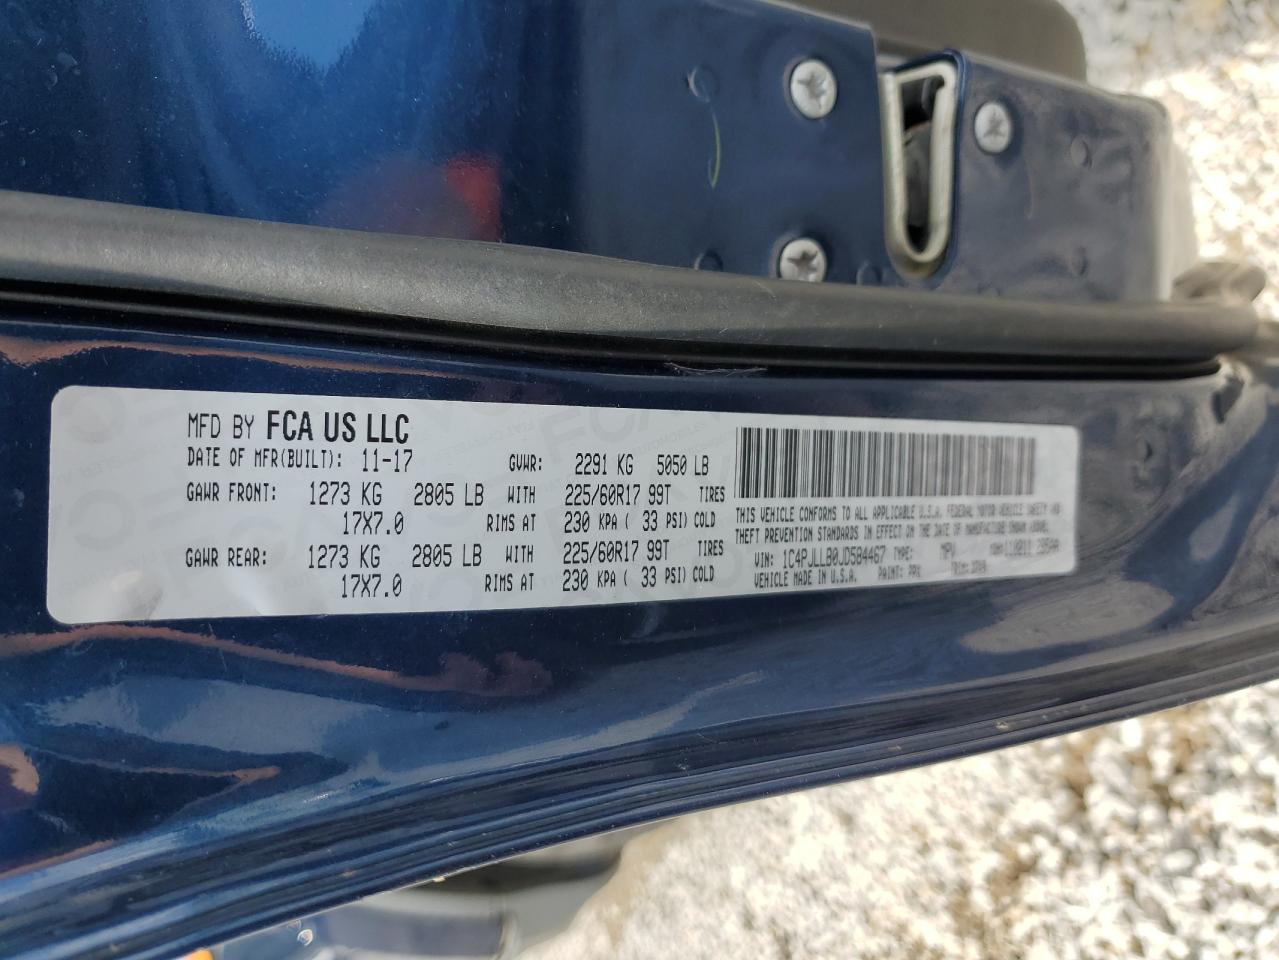 MFD BY FCA US LLC
DATE OF MFR(BUILT): 11-17 GVWR: 2291 KG 5050 LB
GAWR FRONT: 1273 KG 2805 LB WITH 225/60R17 99T TIRES
17X7.0 RIMS AT 230 KPA ( 33 PSI) COLD
GAWR REAR: 1273 KG 2805 LB WITH 225/60R17 99T TIRES
17X7.0 RIMS AT 230 KPA ( 33 PSI) COLD
THIS VEHICLE CONFORMS TO ALL APPLICABLE U.S.A. FEDERAL MOTOR VEHICLE SAFETY AND
THEFT PREVENTION STANDARDS IN EFFECT ON THE DATE OF MANUFACTURE SHOWN ABOVE.
VIN: 1C4PJLLB0JD584467 TYPE: MPV
VEHICLE MADE IN U.S.A. PAINT: